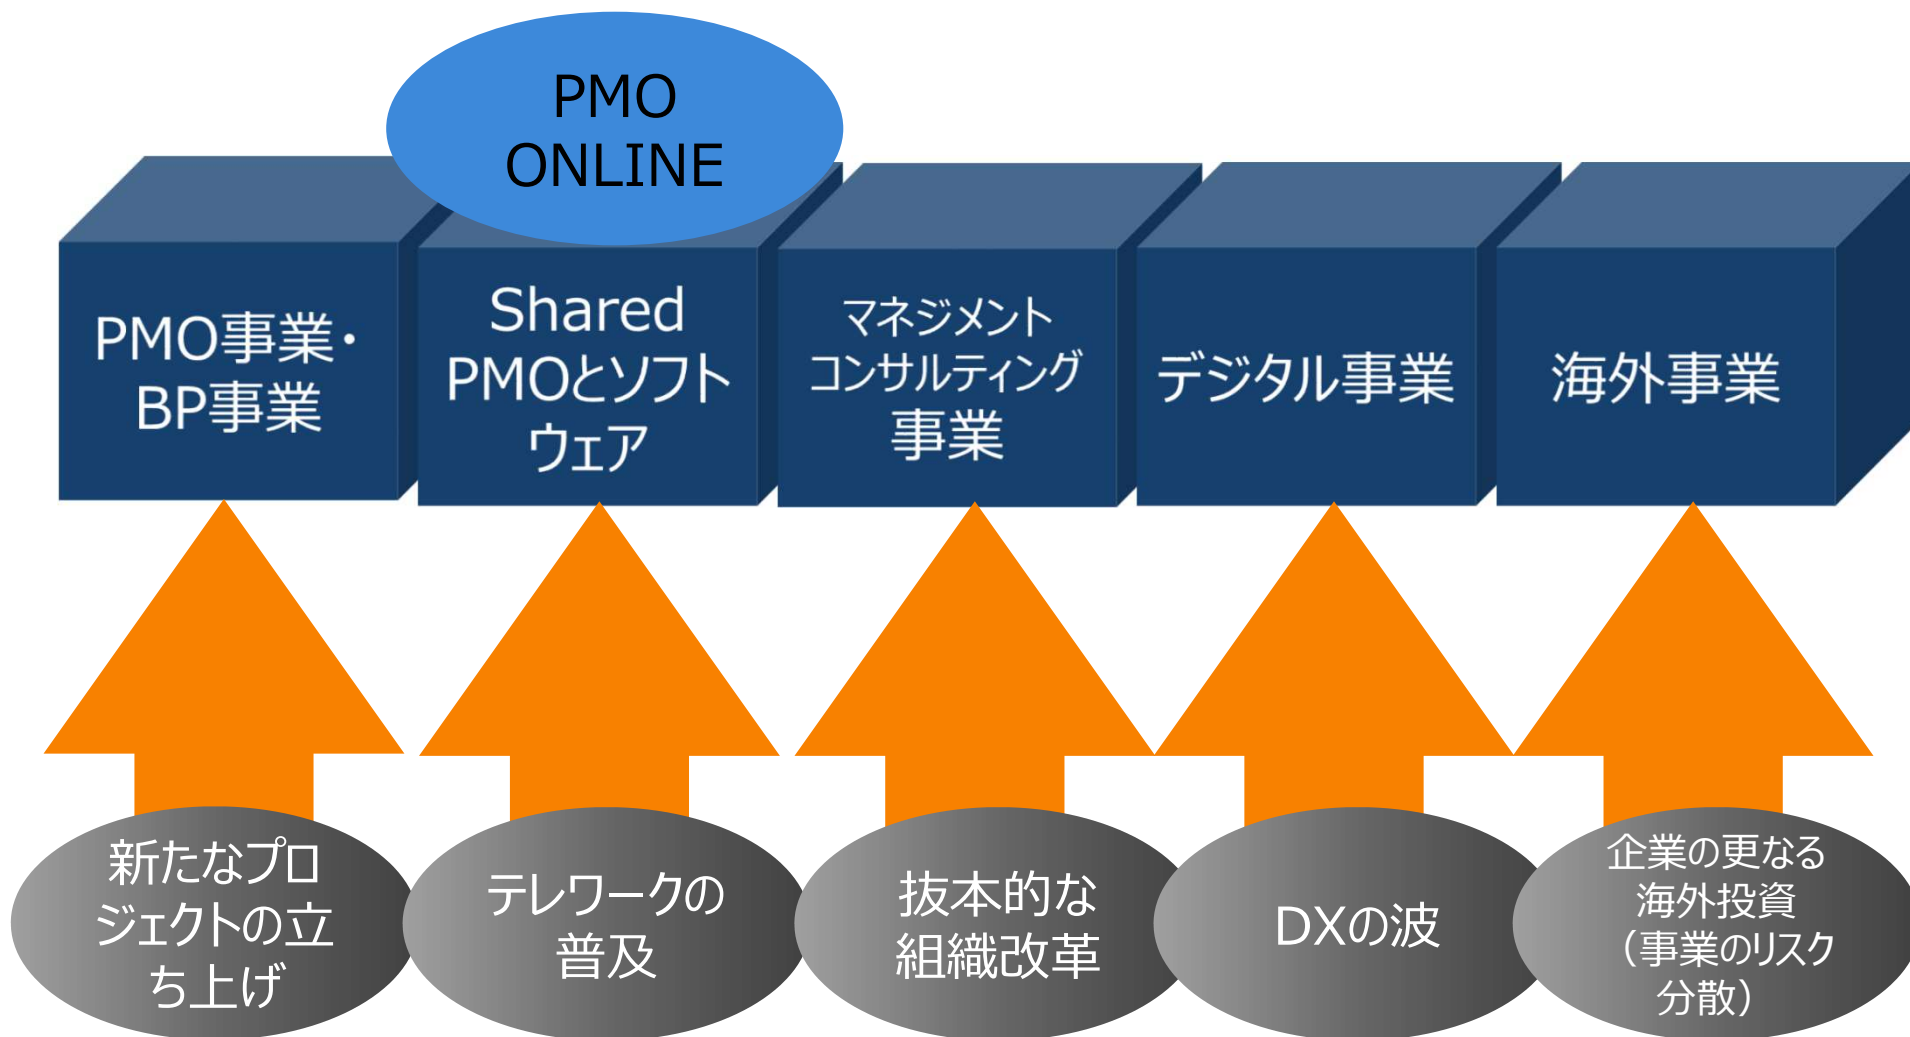 PMO
ONLINE
PMO事業・
BP事業
Shared
PMOとソフト
ウェア
マネジメント
コンサルティング
事業
デジタル事業
海外事業
新たなプロ
ジェクトの立
ち上げ
テレワークの
普及
抜本的な
組織改革
DXの波
企業の更なる
海外投資
（事業のリスク
分散）